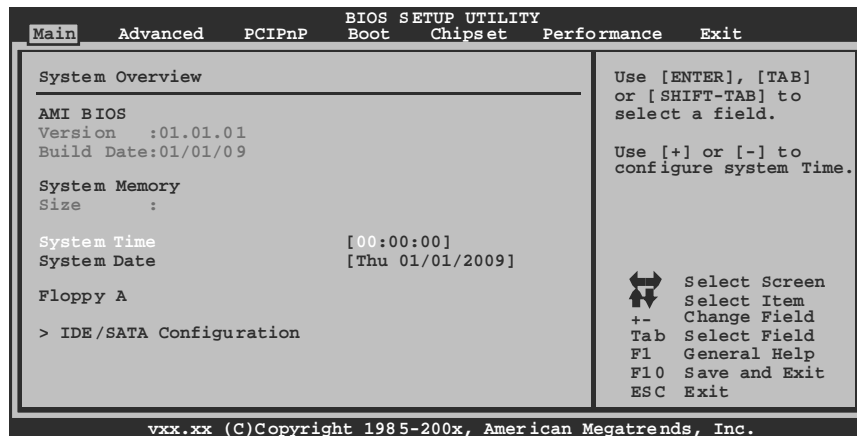 BIOS SETUP UTILITY
Main Advanced PCIPnP Boot Chipset Performance Exit
System Overview
AMI BIOS
Version :01.01.01
Build Date:01/01/09
System Memory
Size :
System Time [00:00:00]
System Date [Thu 01/01/2009]
Floppy A
> IDE/SATA Configuration
Use [ENTER], [TAB]
or [SHIFT-TAB] to
select a field.
Use [+] or [-] to
configure system Time.
Select Screen
Select Item
+- Change Field
Tab Select Field
F1 General Help
F10 Save and Exit
ESC Exit
vxx.xx (C)Copyright 1985-200x, American Megatrends, Inc.